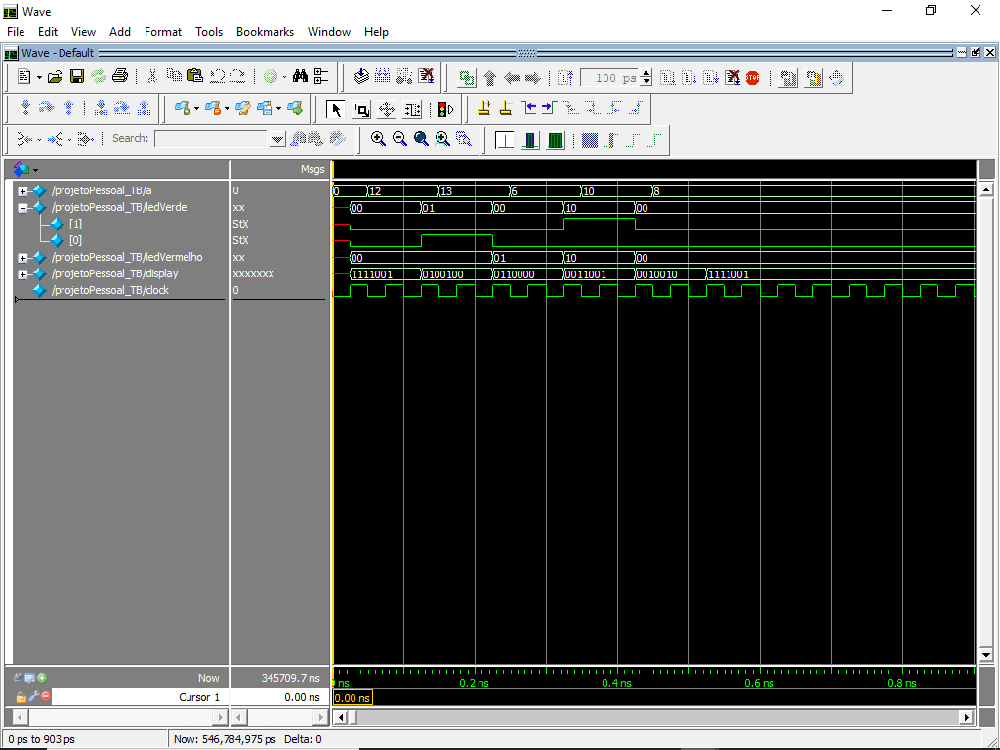 Wave
File Edit View Add Format Tools Bookmarks Window Help
Wave - Default
100 ps
STOP
Search:
Msgs
/projetoPessoal_TB/a 0 0 12 13 6 10 8
/projetoPessoal_TB/ledVerde xx 00 01 00 10 00
[1] StX
[0] StX
/projetoPessoal_TB/ledVermelho xx 00 01 10 00
/projetoPessoal_TB/display xxxxxxx 1111001 0100100 0110000 0011001 0010010 1111001
/projetoPessoal_TB/clock 0
Now 345709.7 ns ns 0.2 ns 0.4 ns 0.6 ns 0.8 ns
Cursor 1 0.00 ns 0.00 ns
0 ps to 903 ps Now: 546,784,975 ps Delta: 0